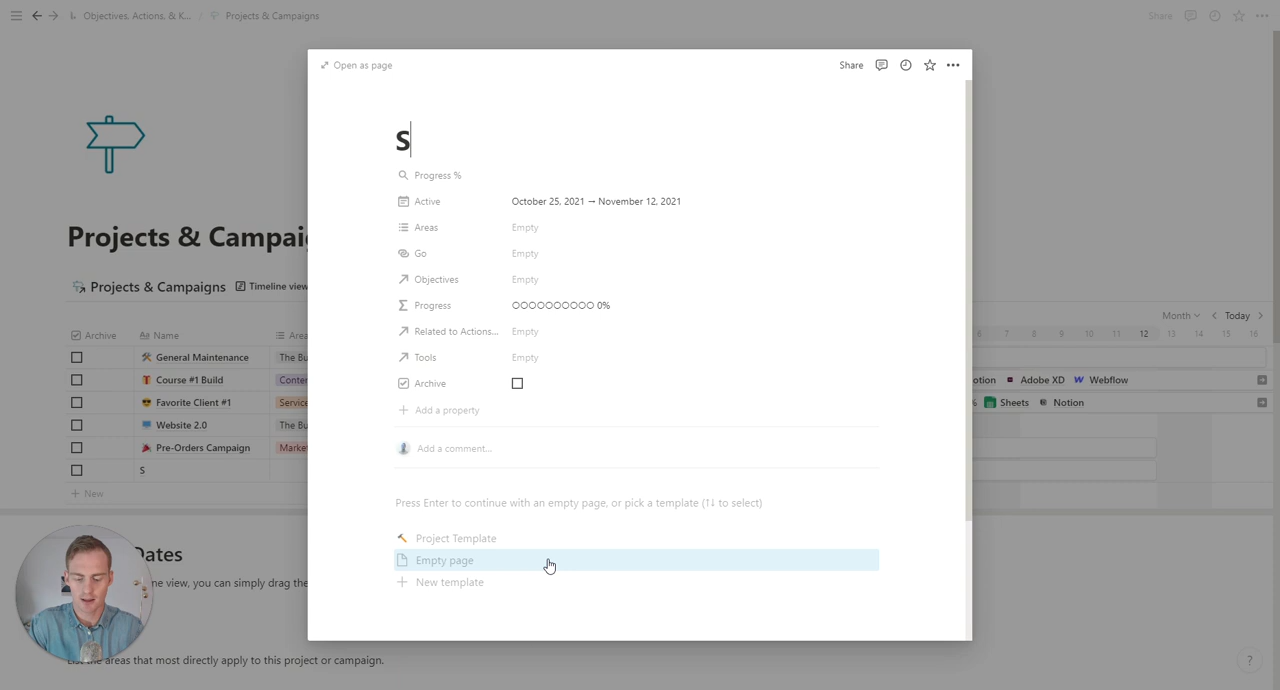 Objectives, Actions, & K... / Projects & Campaigns
Share
Open as page
Share
S
Progress %
Active October 25, 2021 → November 12, 2021
Areas Empty
Go Empty
Objectives Empty
Progress ○○○○○○○○○○ 0%
Related to Actions... Empty
Tools Empty
Archive
+ Add a property
Add a comment...
Press Enter to continue with an empty page, or pick a template (↑↓ to select)
Project Template
Empty page
+ New template
Projects & Campai
Projects & Campaigns Timeline view
Archive Aa Name Area
General Maintenance The Bu
Course #1 Build Conten
Favorite Client #1 Service
Website 2.0 The Bu
Pre-Orders Campaign Market
S
+ New
Month < Today >
6 7 8 9 10 11 12 13 14 15 16
otion Adobe XD Webflow
% Sheets Notion
Dates
ne view, you can simply drag the
List the areas that most directly apply to this project or campaign.
?